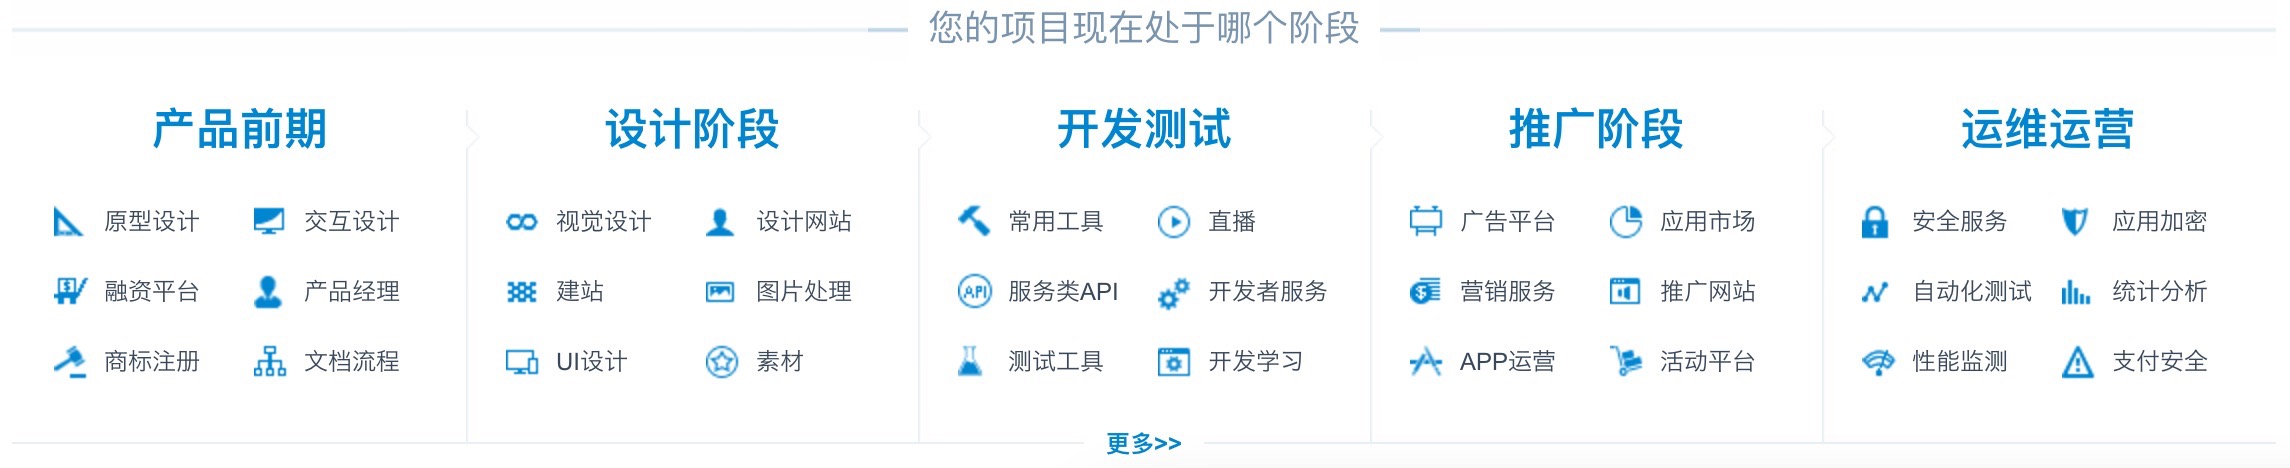 您的项目现在处于哪个阶段
产品前期
原型设计
交互设计
融资平台
产品经理
商标注册
文档流程
设计阶段
视觉设计
设计网站
建站
图片处理
UI设计
素材
开发测试
常用工具
直播
API
服务类API
开发者服务
测试工具
开发学习
推广阶段
广告平台
应用市场
营销服务
推广网站
APP运营
活动平台
运维运营
安全服务
应用加密
自动化测试
统计分析
性能监测
支付安全
更多>>